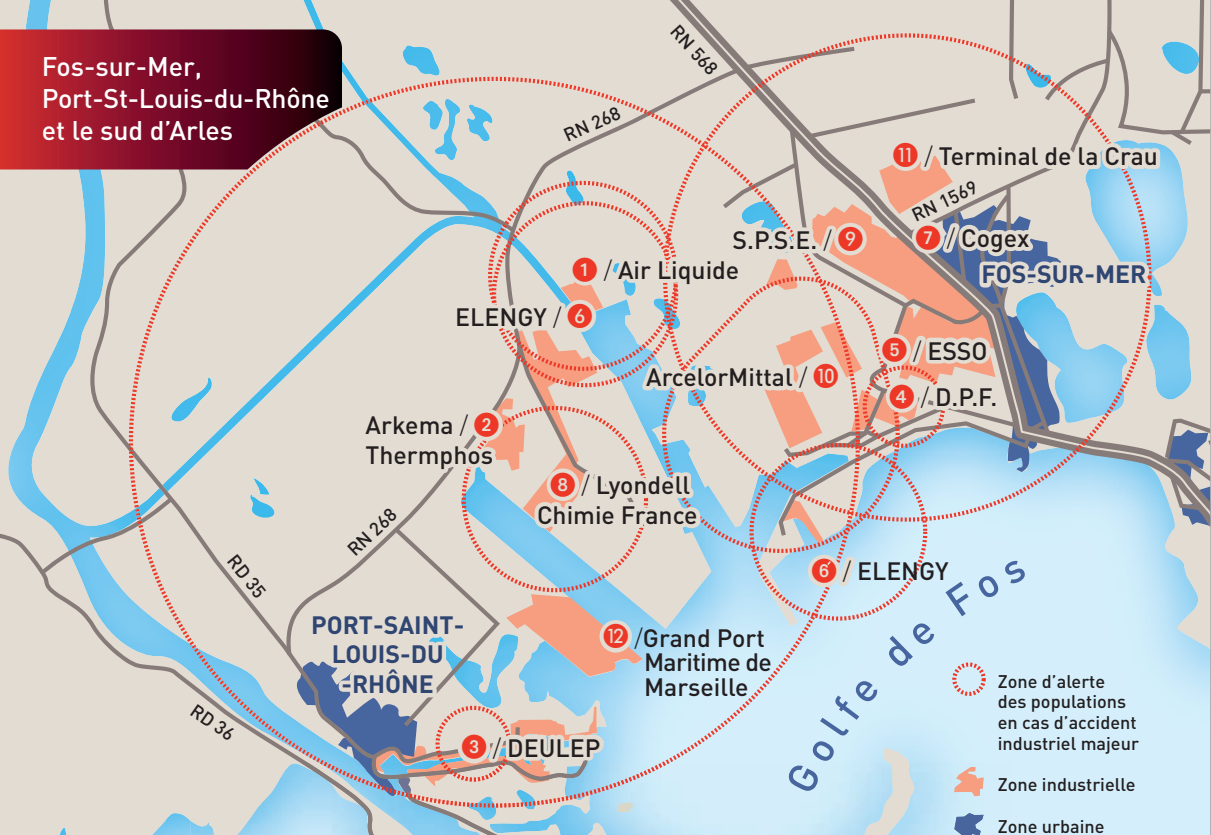 Fos-sur-Mer,
Port-St-Louis-du-Rhône
et le sud d’Arles
RN 568
RN 268
11 / Terminal de la Crau
RN 1569
S.P.S.E. / 9
7 / Cogex
FOS-SUR-MER
1 / Air Liquide
ELENGY / 6
5 / ESSO
ArcelorMittal / 10
4 / D.P.F.
Arkema / 2
Thermphos
8 / Lyondell
Chimie France
RN 268
RD 35
6 / ELENGY
Golfe de Fos
PORT-SAINT-
LOUIS-DU
-RHÔNE
12 /Grand Port
Maritime de
Marseille
RD 36
3 / DEULEP
Zone d’alerte
des populations
en cas d’accident
industriel majeur
Zone industrielle
Zone urbaine